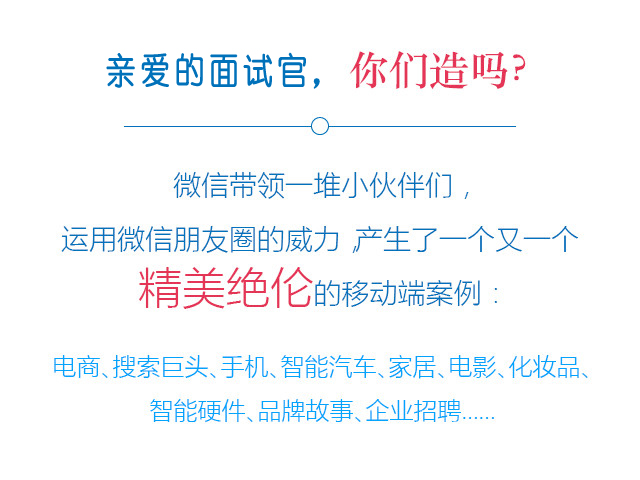 亲爱的面试官，你们造吗?
微信带领一堆小伙伴们，
运用微信朋友圈的威力，产生了一个又一个
精美绝伦的移动端案例：
电商、搜索巨头、手机、智能汽车、家居、电影、化妆品、
智能硬件、品牌故事、企业招聘......